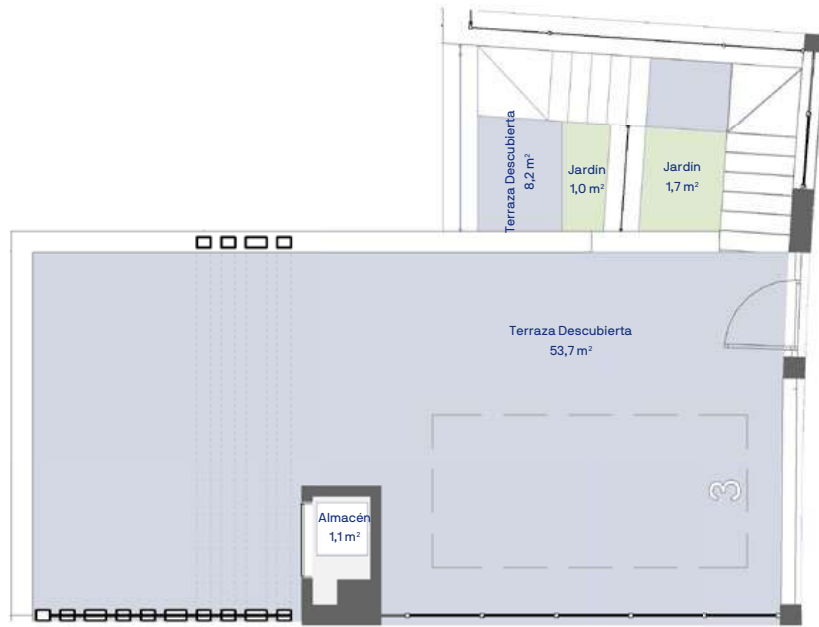 Terraza Descubierta
8,2 m²
Jardín
1,0 m²
Jardín
1,7 m²
Terraza Descubierta
53,7 m²
3
Almacén
1,1 m²